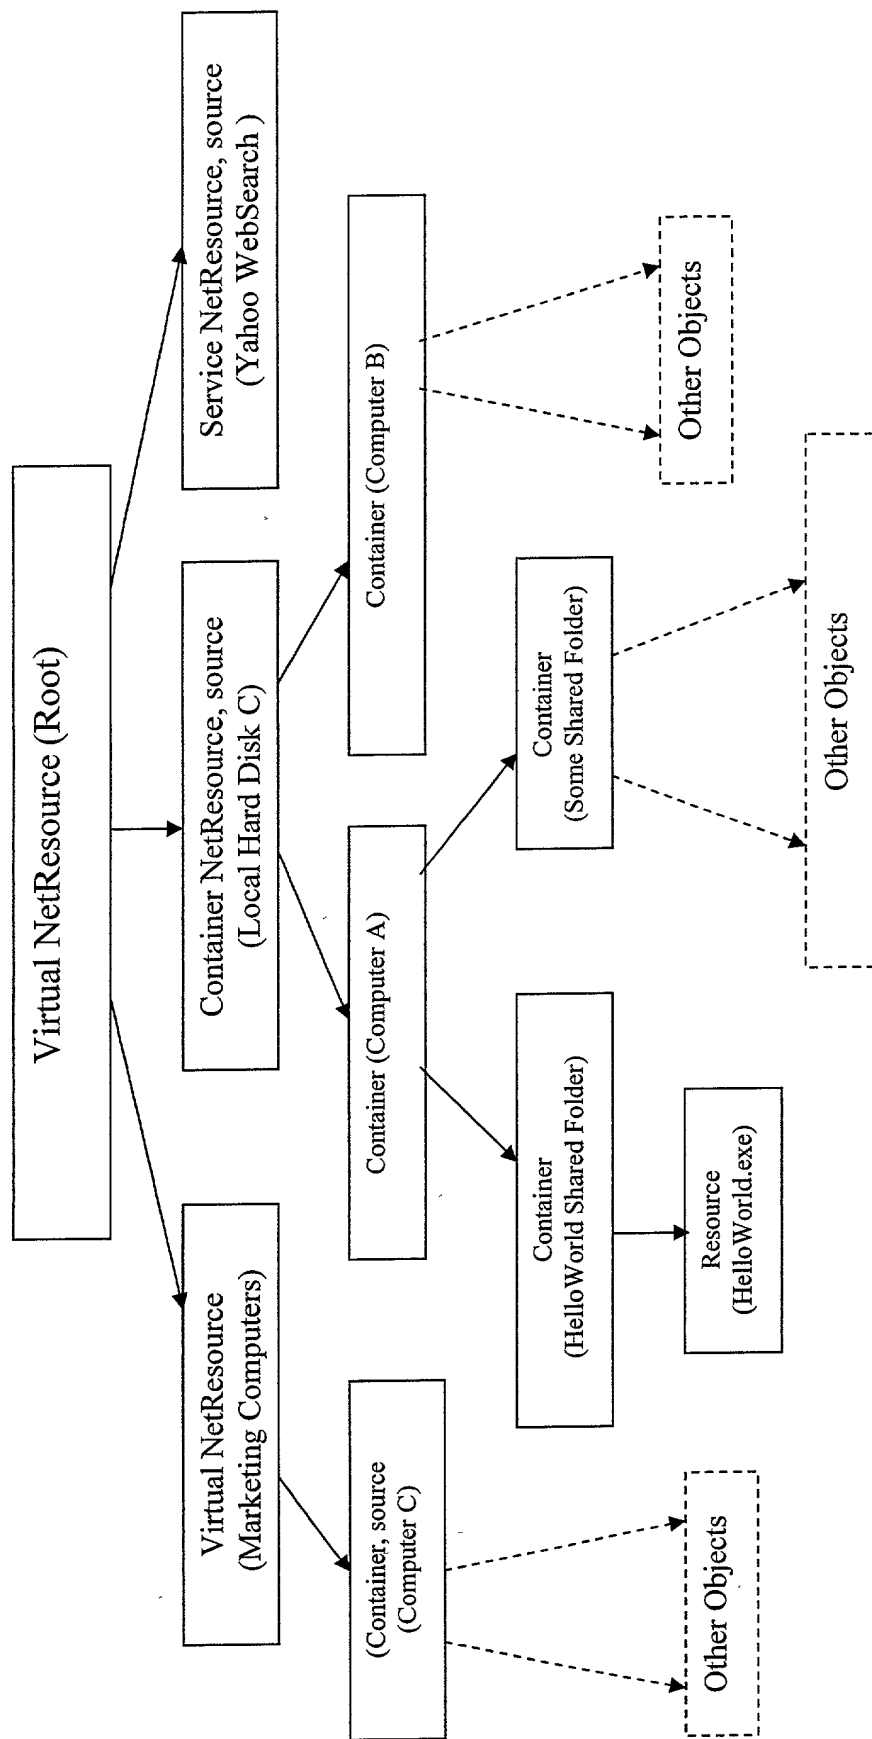 Virtual NetResource (Root)
Virtual NetResource
(Marketing Computers)
Container NetResource, source
(Local Hard Disk C)
Service NetResource, source
(Yahoo WebSearch )
(Container, source
(Computer C)
Container (Computer A)
Container (Computer B)
Container
(HelloWorld Shared Folder)
Container
(Some Shared Folder)
Other Objects
Other Objects
Resource
(HelloWorld.exe)
Other Objects